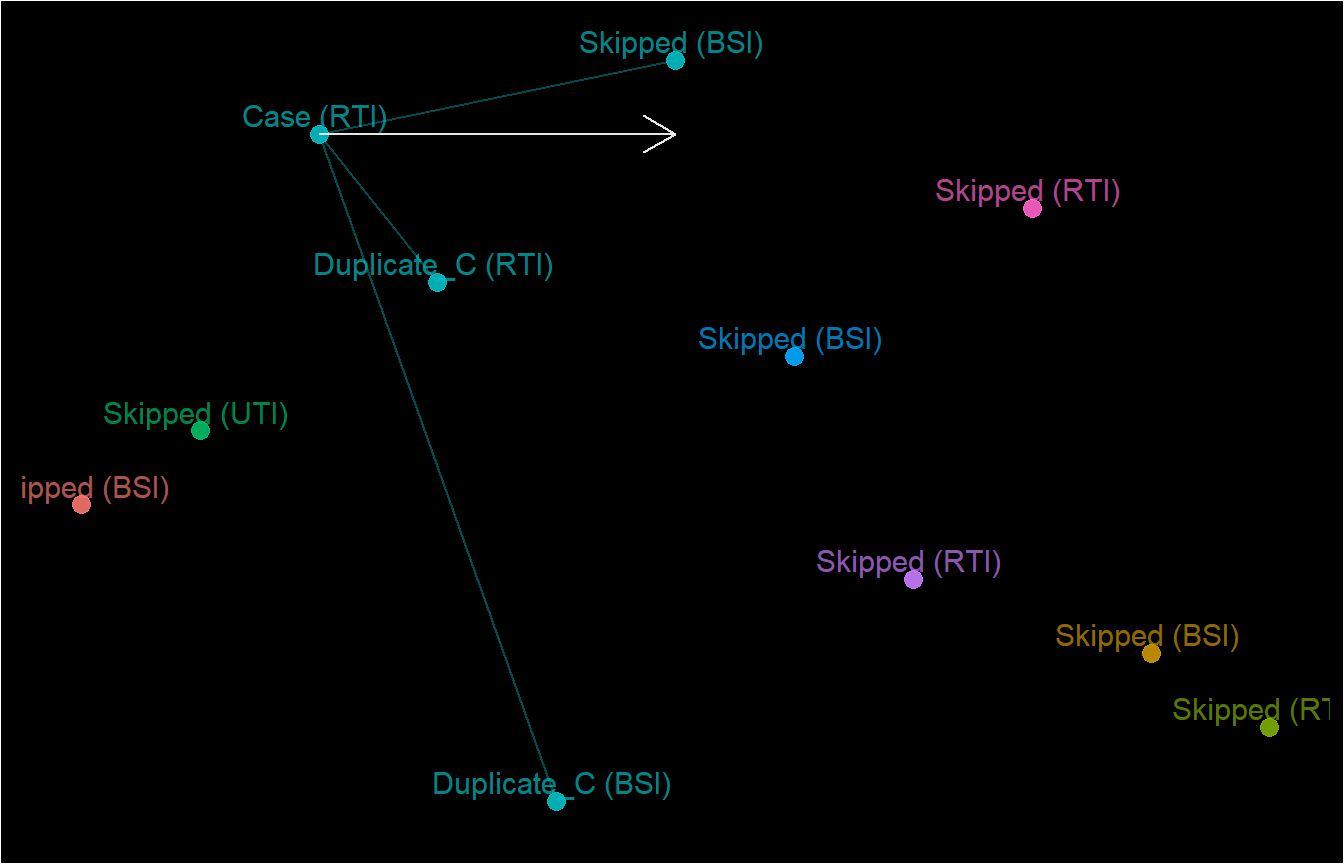 Skipped (BSI)
Case (RTI)
Skipped (RTI)
Duplicate_C (RTI)
Skipped (BSI)
Skipped (UTI)
ipped (BSI)
Skipped (RTI)
Skipped (BSI)
Skipped (RT
Duplicate_C (BSI)